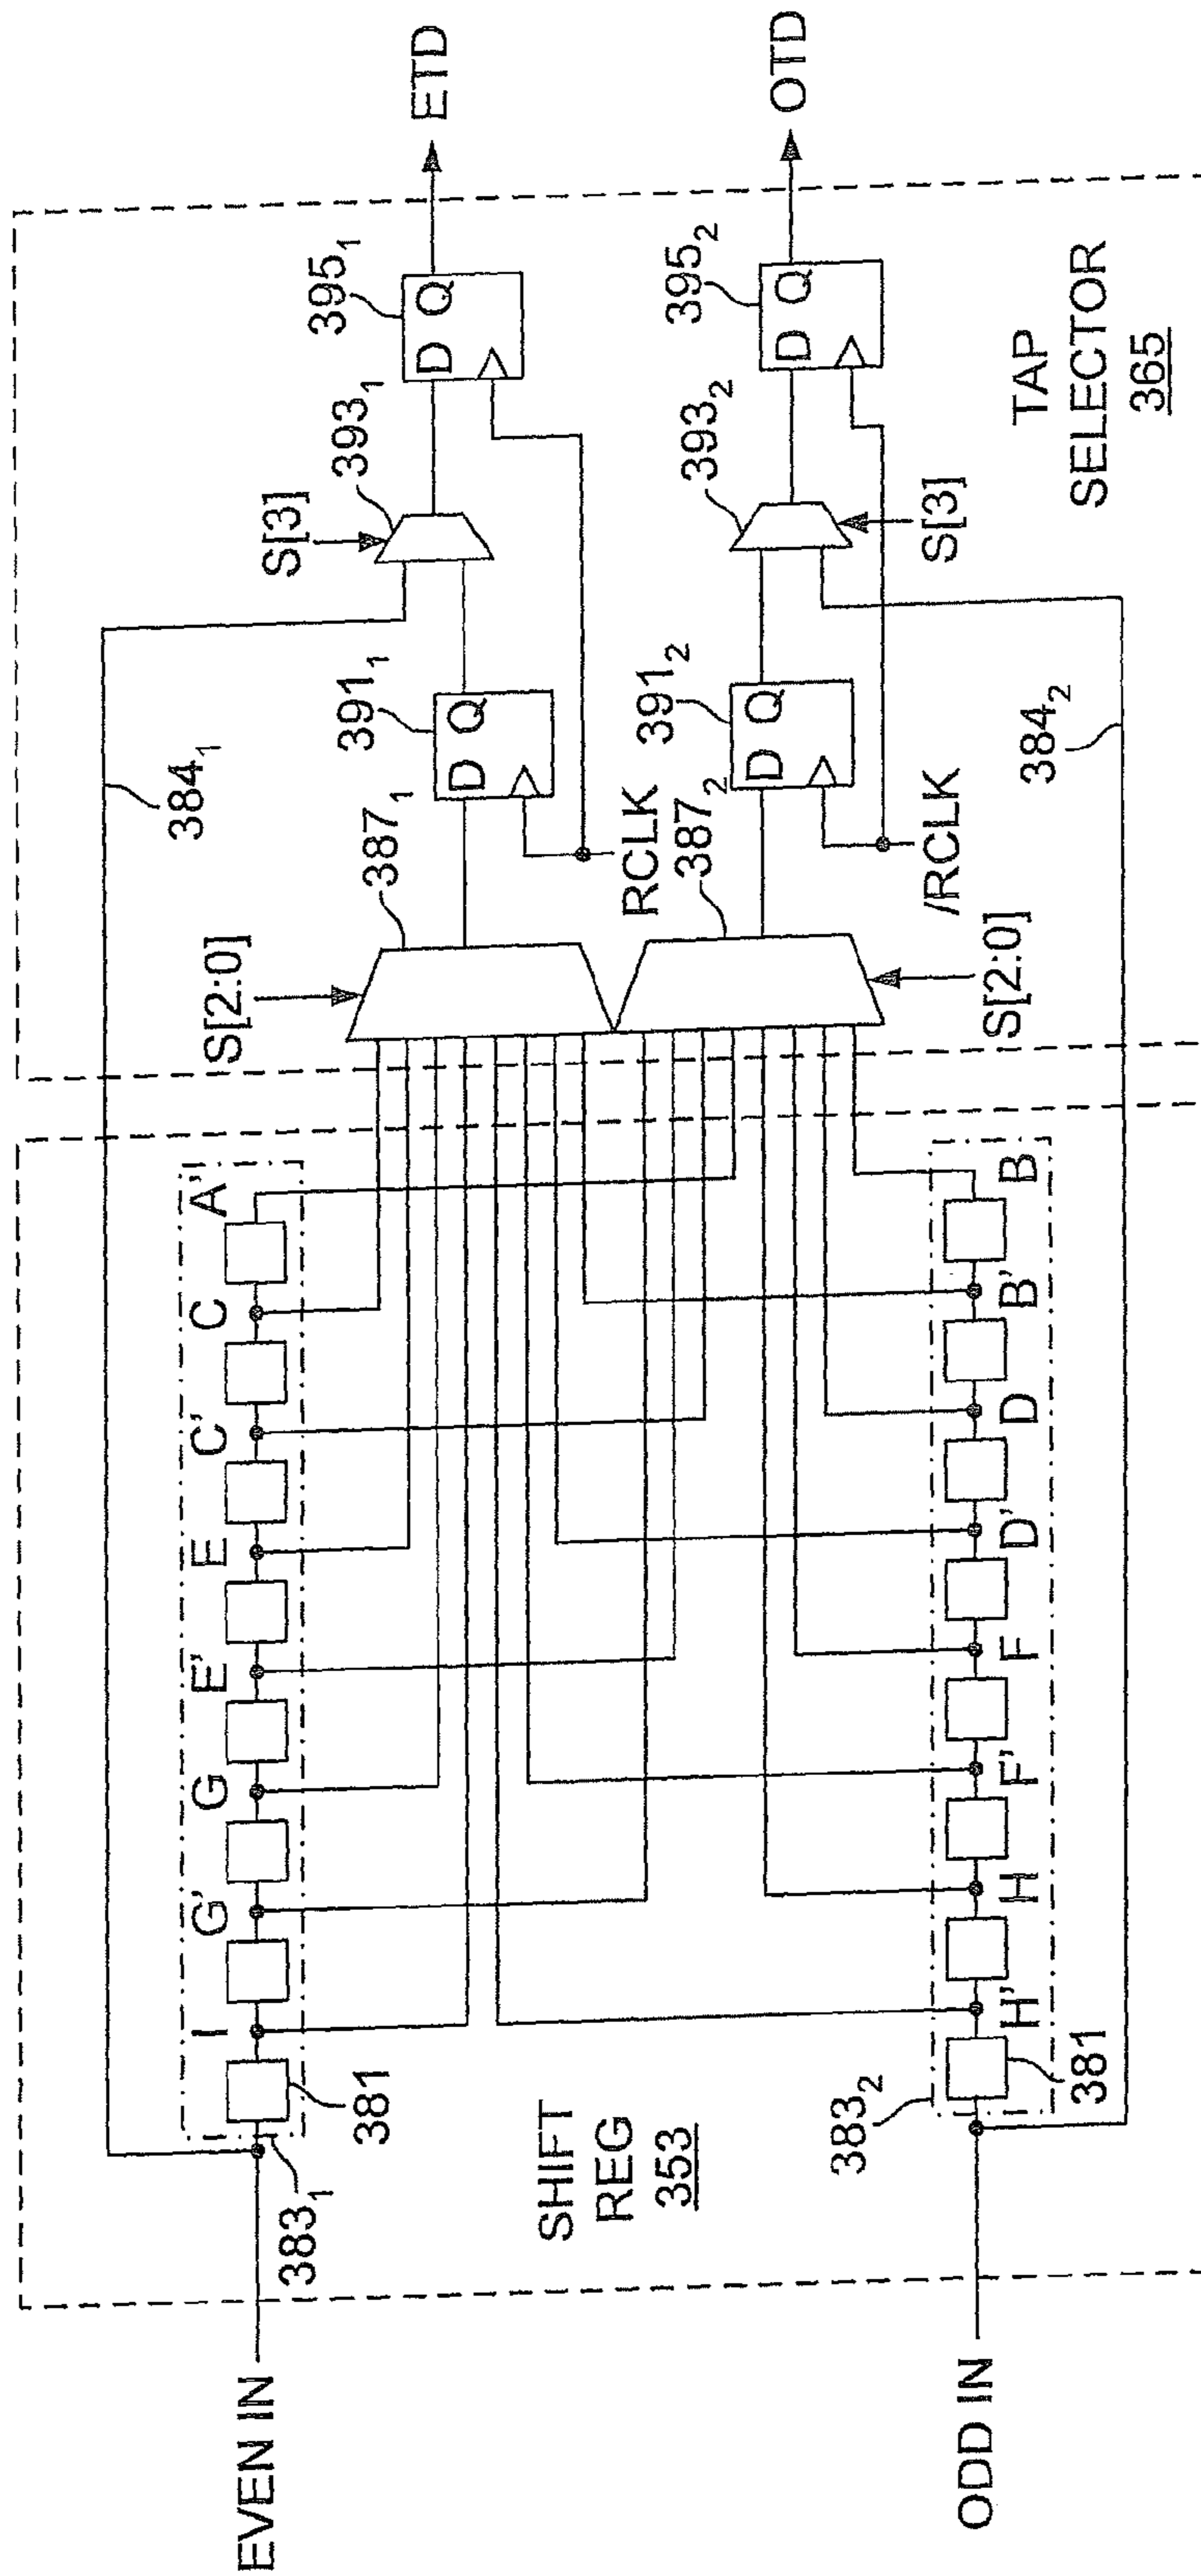 EVEN IN
383₁
381
I
G'
G
E'
E
C'
C
A'
384₁
SHIFT
REG
353
S[2:0]
387₁
391₁
RCLK
S[3]
393₁
395₁
D Q
D Q
ETD
ODD IN
383₂
381
H'
H
F'
F
D'
D
B'
B
384₂
S[2:0]
387₂
391₂
/RCLK
S[3]
393₂
395₂
D Q
D Q
OTD
TAP
SELECTOR
365